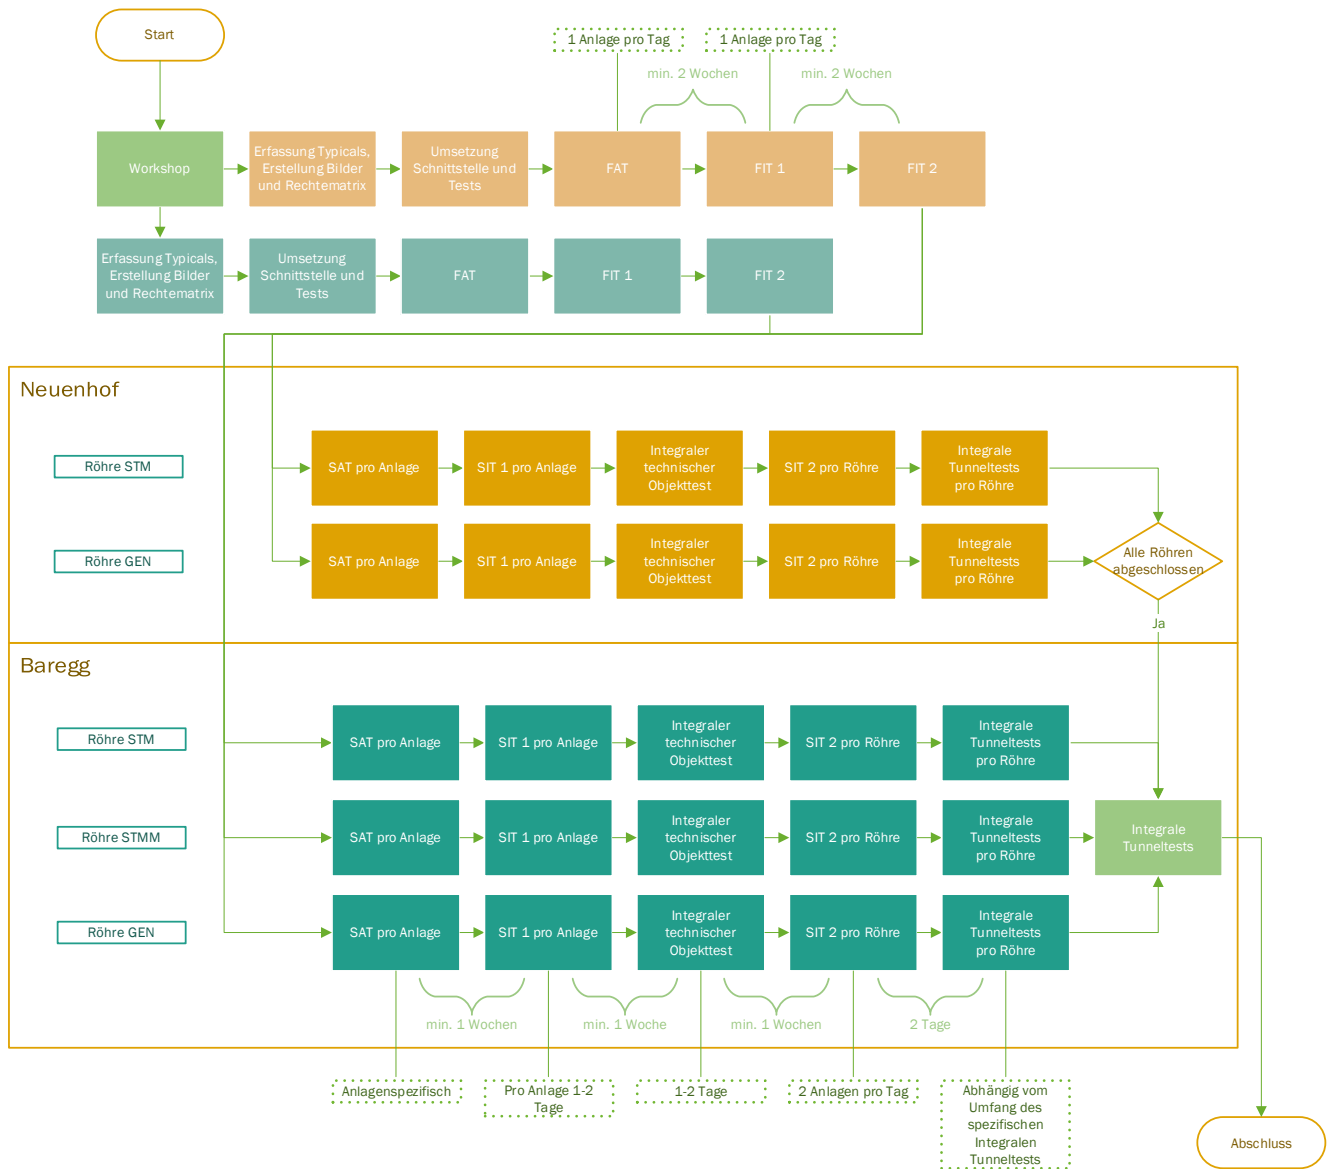 Start
1 Anlage pro Tag
1 Anlage pro Tag
min. 2 Wochen
min. 2 Wochen
Workshop
Erfassung Typicals,
Erstellung Bilder
und Rechtematrix
Umsetzung
Schnittstelle und
Tests
FAT
FIT 1
FIT 2
Erfassung Typicals,
Erstellung Bilder
und Rechtematrix
Umsetzung
Schnittstelle und
Tests
FAT
FIT 1
FIT 2
Neuenhof
Röhre STM
SAT pro Anlage
SIT 1 pro Anlage
Integraler
technischer
Objekttest
SIT 2 pro Röhre
Integrale
Tunneltests
pro Röhre
Röhre GEN
SAT pro Anlage
SIT 1 pro Anlage
Integraler
technischer
Objekttest
SIT 2 pro Röhre
Integrale
Tunneltests
pro Röhre
Alle Röhren
abgeschlossen
Ja
Baregg
Röhre STM
SAT pro Anlage
SIT 1 pro Anlage
Integraler
technischer
Objekttest
SIT 2 pro Röhre
Integrale
Tunneltests
pro Röhre
Röhre STMM
SAT pro Anlage
SIT 1 pro Anlage
Integraler
technischer
Objekttest
SIT 2 pro Röhre
Integrale
Tunneltests
pro Röhre
Integrale
Tunneltests
Röhre GEN
SAT pro Anlage
SIT 1 pro Anlage
Integraler
technischer
Objekttest
SIT 2 pro Röhre
Integrale
Tunneltests
pro Röhre
min. 1 Wochen
min. 1 Woche
min. 1 Wochen
2 Tage
Anlagenspezifisch
Pro Anlage 1-2
Tage
1-2 Tage
2 Anlagen pro Tag
Abhängig vom
Umfang des
spezifischen
Integralen
Tunneltests
Abschluss